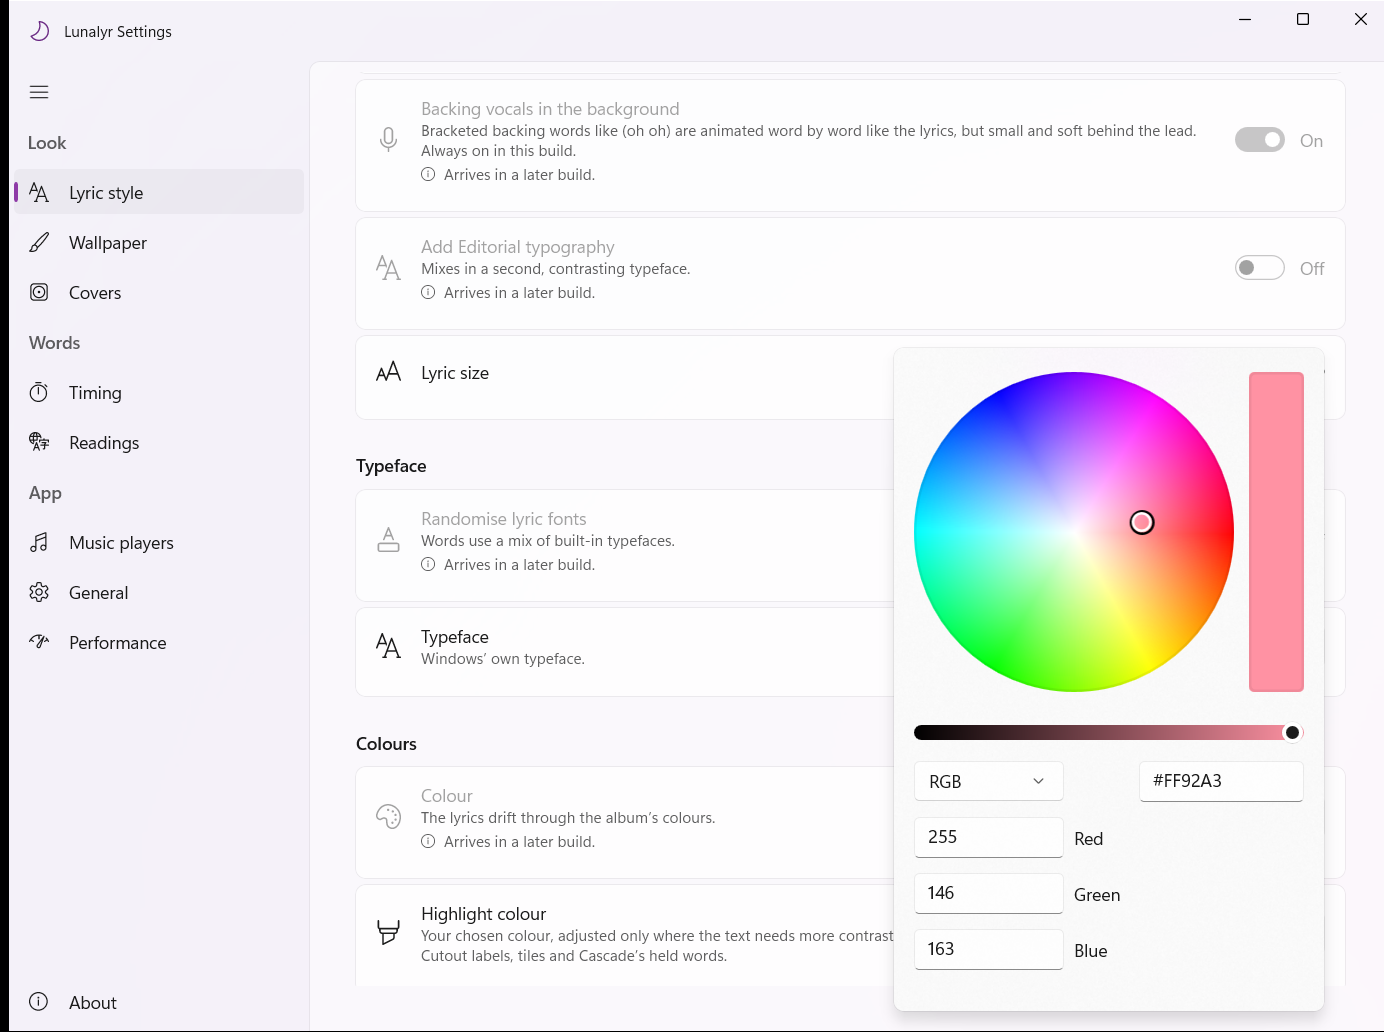 Lunalyr Settings
Look
Lyric style
Wallpaper
Covers
Words
Timing
Readings
App
Music players
General
Performance
About
Backing vocals in the background
Bracketed backing words like (oh oh) are animated word by word like the lyrics, but small and soft behind the lead.
Always on in this build.
Arrives in a later build.
On
Add Editorial typography
Mixes in a second, contrasting typeface.
Arrives in a later build.
Off
Lyric size
Typeface
Randomise lyric fonts
Words use a mix of built-in typefaces.
Arrives in a later build.
Typeface
Windows’ own typeface.
Colours
Colour
The lyrics drift through the album’s colours.
Arrives in a later build.
Highlight colour
Your chosen colour, adjusted only where the text needs more contrast
Cutout labels, tiles and Cascade’s held words.
RGB
#FF92A3
255 Red
146 Green
163 Blue